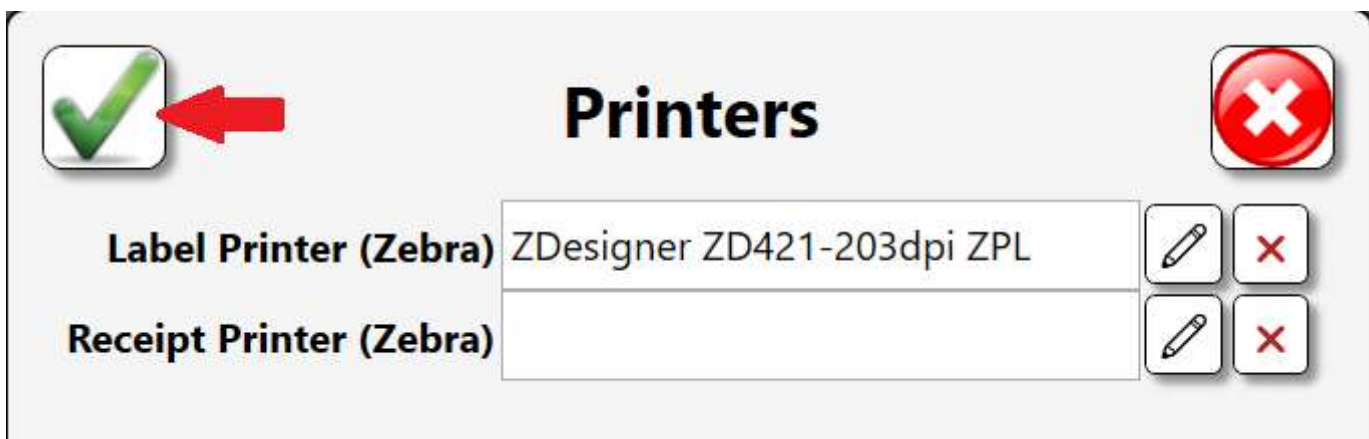 Printers
Label Printer (Zebra) ZDesigner ZD421-203dpi ZPL
Receipt Printer (Zebra)